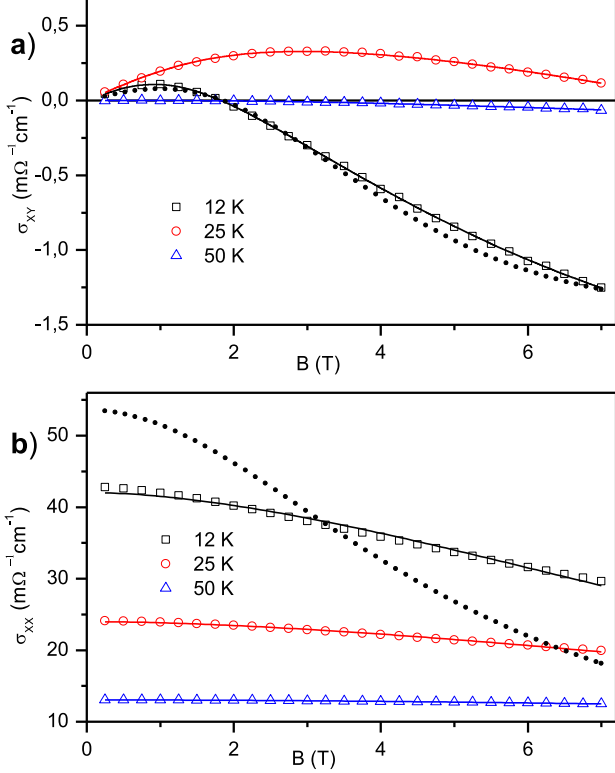 a)
0,5
0,0
-0,5
-1,0
-1,5
σXY (mΩ⁻¹cm⁻¹)
12 K
25 K
50 K
0 2 4 6
B (T)
b)
50
40
30
20
10
σXX (mΩ⁻¹cm⁻¹)
12 K
25 K
50 K
0 2 4 6
B (T)